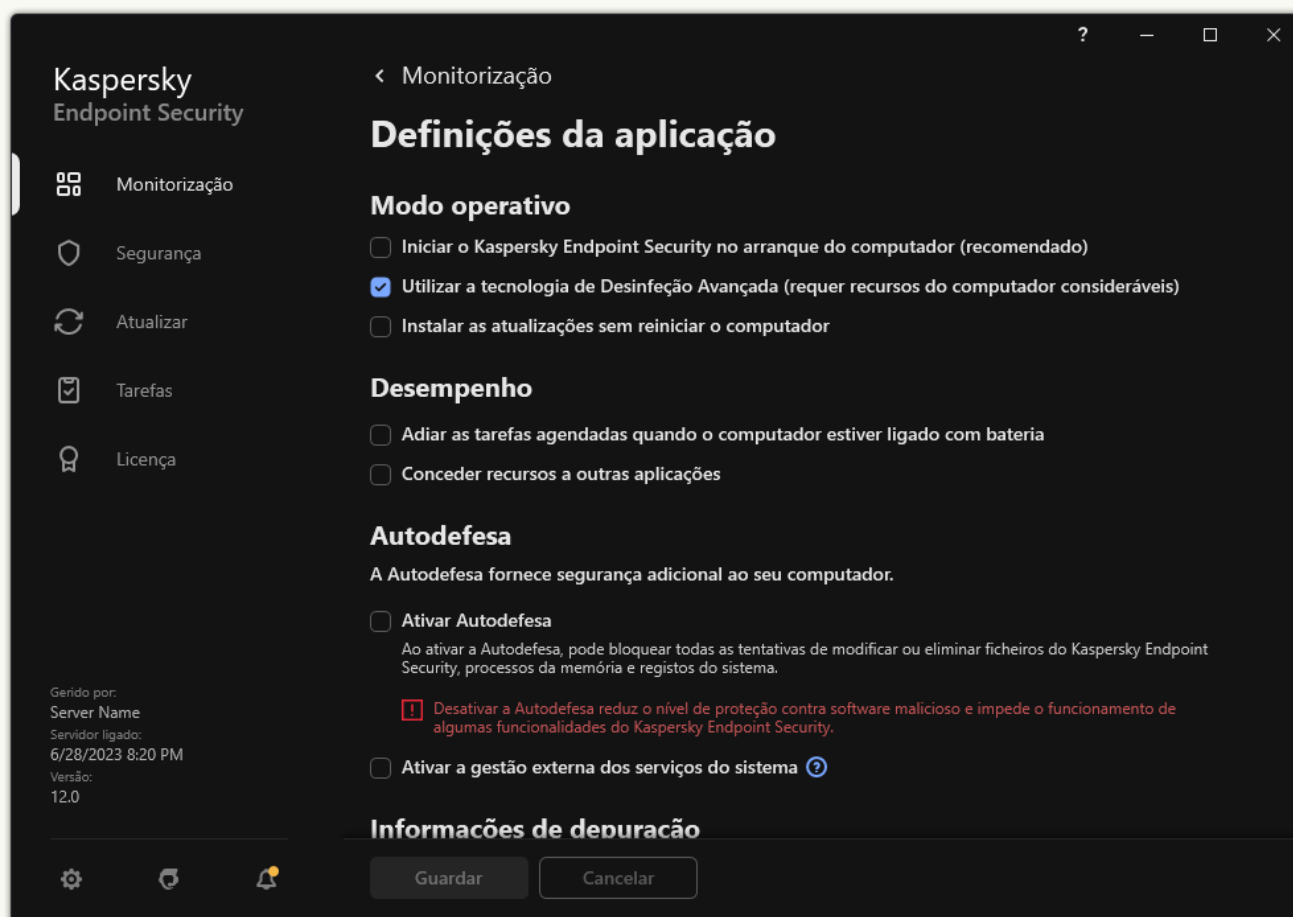 ?
Kaspersky
Endpoint Security
Monitorização
Segurança
Atualizar
Tarefas
Licença
Gerido por:
Server Name
Servidor ligado:
6/28/2023 8:20 PM
Versão:
12.0
Monitorização
Definições da aplicação
Modo operativo
Iniciar o Kaspersky Endpoint Security no arranque do computador (recomendado)
Utilizar a tecnologia de Desinfeção Avançada (requer recursos do computador consideráveis)
Instalar as atualizações sem reiniciar o computador
Desempenho
Adiar as tarefas agendadas quando o computador estiver ligado com bateria
Conceder recursos a outras aplicações
Autodefesa
A Autodefesa fornece segurança adicional ao seu computador.
Ativar Autodefesa
Ao ativar a Autodefesa, pode bloquear todas as tentativas de modificar ou eliminar ficheiros do Kaspersky Endpoint
Security, processos da memória e registos do sistema.
Desativar a Autodefesa reduz o nível de proteção contra software malicioso e impede o funcionamento de
algumas funcionalidades do Kaspersky Endpoint Security.
Ativar a gestão externa dos serviços do sistema ?
Informações de depuração
Guardar
Cancelar